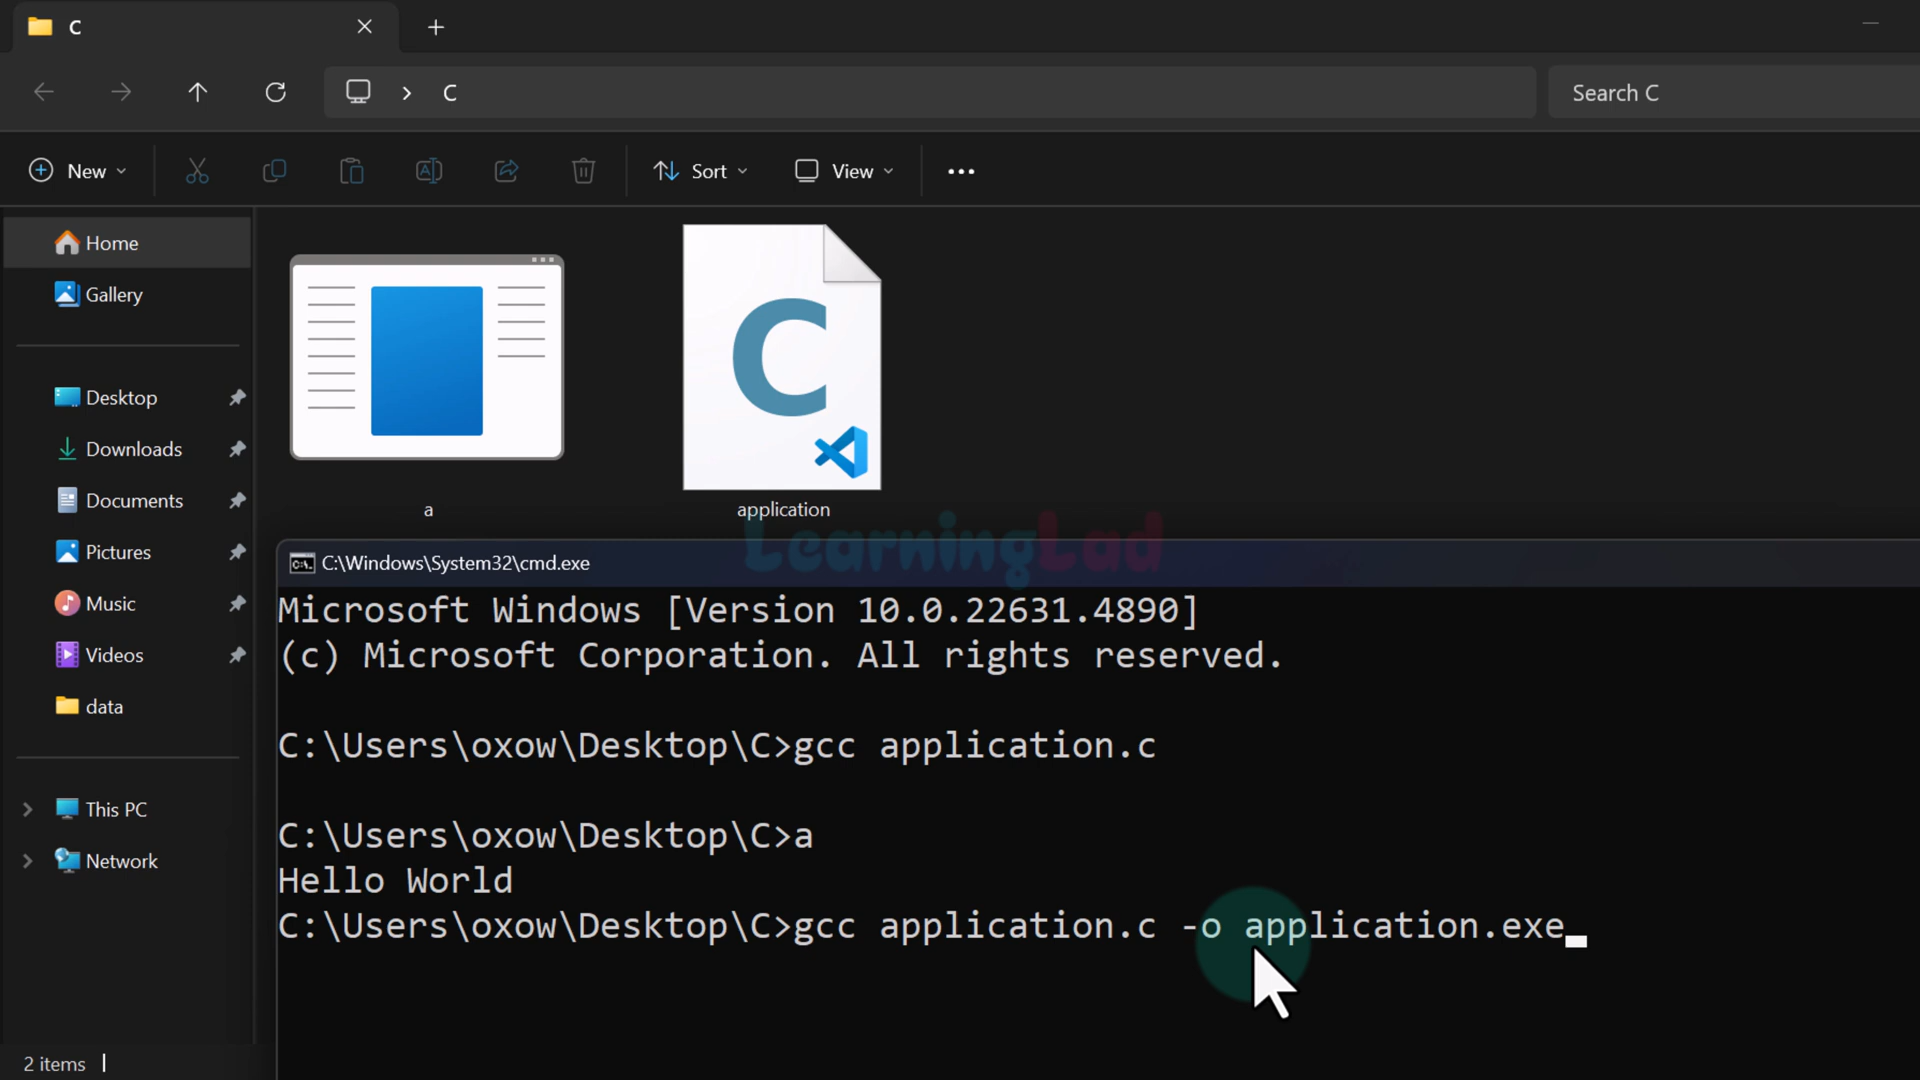 C
C
Search C
New
Sort
View
Home
Gallery
Desktop
Downloads
Documents
Pictures
Music
Videos
data
This PC
Network
2 items
a
C
application
LearningLad
C:\Windows\System32\cmd.exe
Microsoft Windows [Version 10.0.22631.4890]
(c) Microsoft Corporation. All rights reserved.
C:\Users\oxow\Desktop\C>gcc application.c
C:\Users\oxow\Desktop\C>a
Hello World
C:\Users\oxow\Desktop\C>gcc application.c -o application.exe